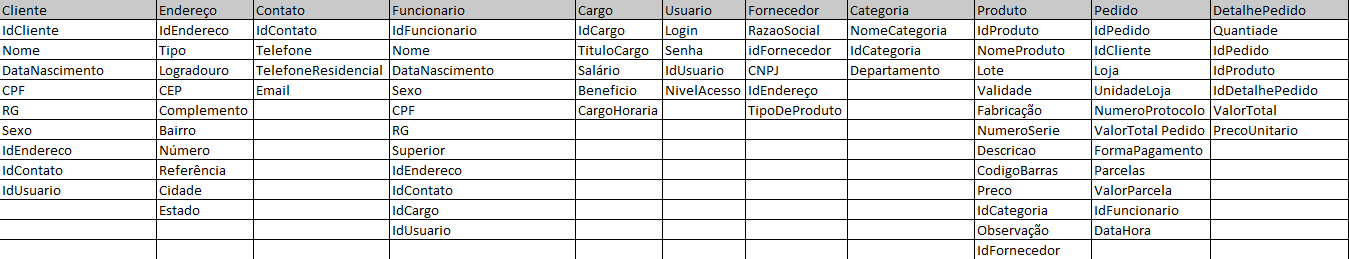 Cliente Endereço Contato Funcionario Cargo Usuario Fornecedor Categoria Produto Pedido DetalhePedido
IdCliente IdEndereco IdContato IdFuncionario IdCargo Login RazaoSocial NomeCategoria IdProduto IdPedido Quantiade
Nome Tipo Telefone Nome TituloCargo Senha idFornecedor IdCategoria NomeProduto IdCliente IdPedido
DataNascimento Logradouro TelefoneResidencial DataNascimento Salário IdUsuario CNPJ Departamento Lote Loja IdProduto
CPF CEP Email Sexo Beneficio NivelAcesso IdEndereço Validade UnidadeLoja IdDetalhePedido
RG Complemento CPF CargoHoraria TipoDeProduto Fabricação NumeroProtocolo ValorTotal
Sexo Bairro RG NumeroSerie ValorTotal Pedido PrecoUnitario
IdEndereco Número Superior Descricao FormaPagamento
IdContato Referência IdEndereco CodigoBarras Parcelas
IdUsuario Cidade IdContato Preco ValorParcela
Estado IdCargo IdCategoria IdFuncionario
IdUsuario Observação DataHora
IdFornecedor